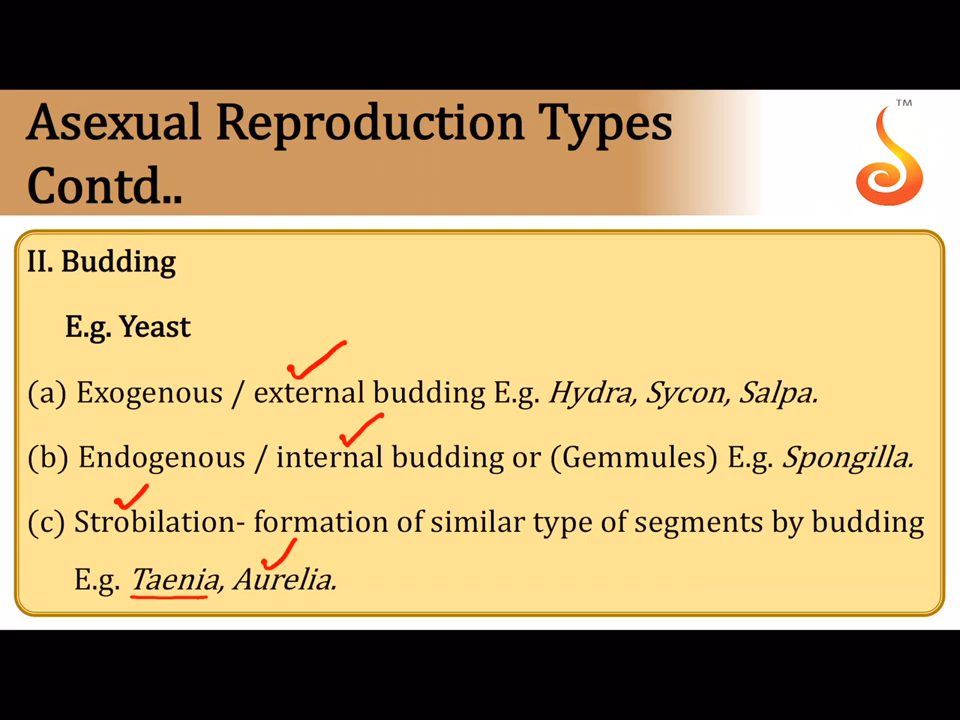 Asexual Reproduction Types
Contd..
TM
II. Budding
E.g. Yeast
(a) Exogenous / external budding E.g. Hydra, Sycon, Salpa.
(b) Endogenous / internal budding or (Gemmules) E.g. Spongilla.
(c) Strobilation- formation of similar type of segments by budding
E.g. Taenia, Aurelia.